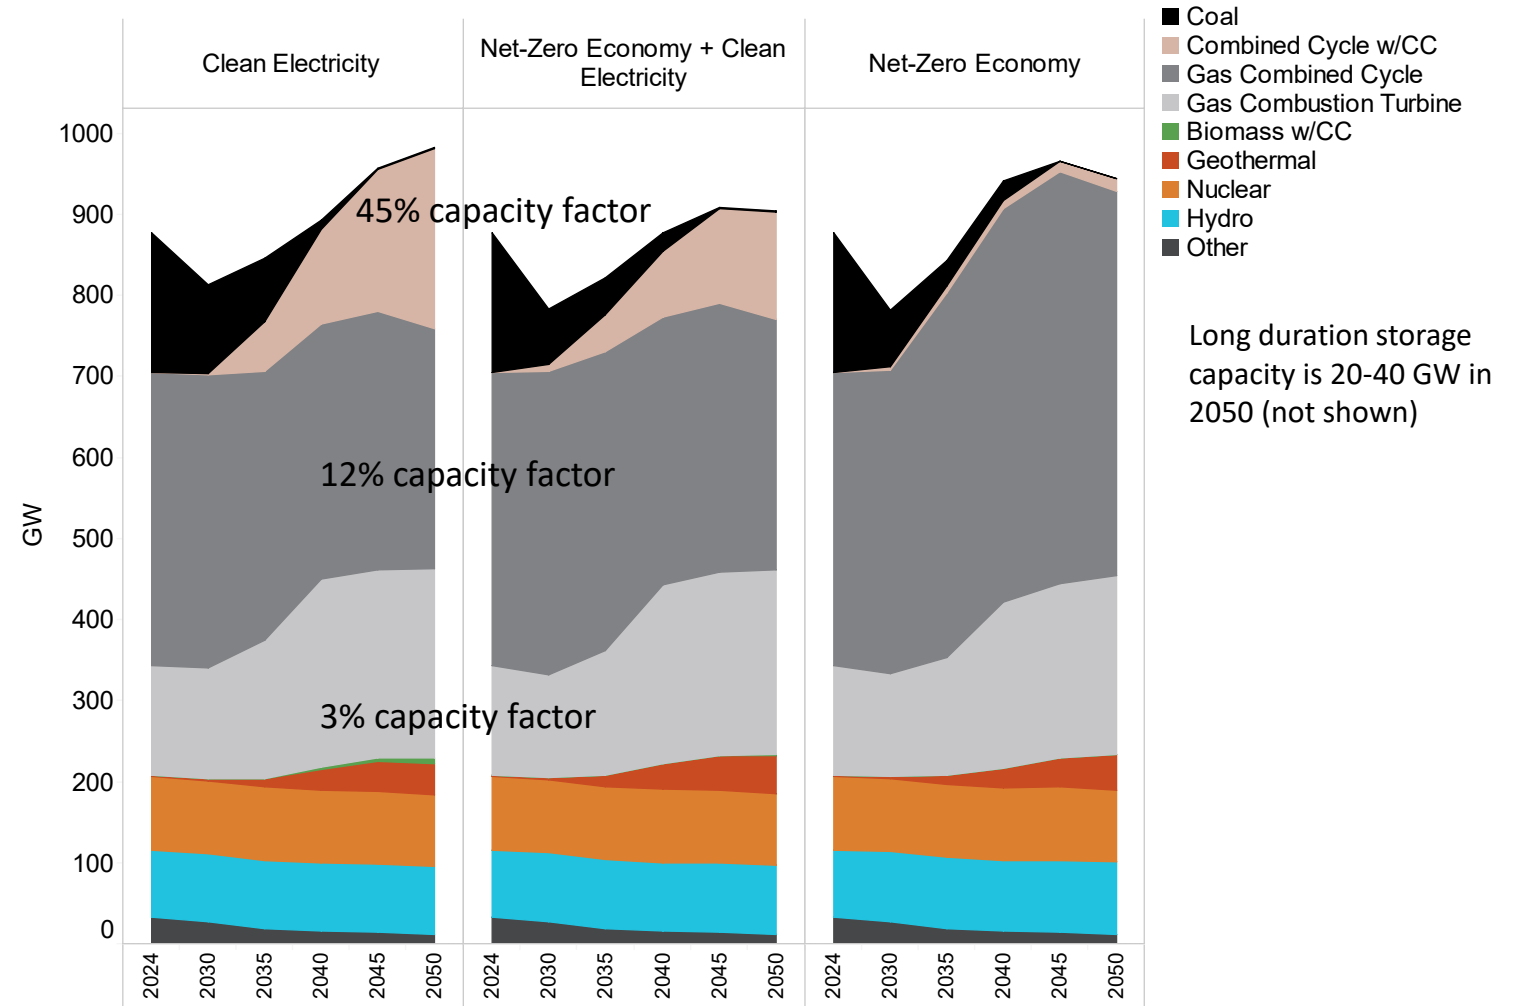 Clean Electricity
Net-Zero Economy + Clean
Electricity
Net-Zero Economy
Coal
Combined Cycle w/CC
Gas Combined Cycle
Gas Combustion Turbine
Biomass w/CC
Geothermal
Nuclear
Hydro
Other
1000
900
800
700
600
500
400
300
200
100
0
GW
45% capacity factor
12% capacity factor
3% capacity factor
Long duration storage
capacity is 20-40 GW in
2050 (not shown)
2024 2030 2035 2040 2045 2050 2024 2030 2035 2040 2045 2050 2024 2030 2035 2040 2045 2050